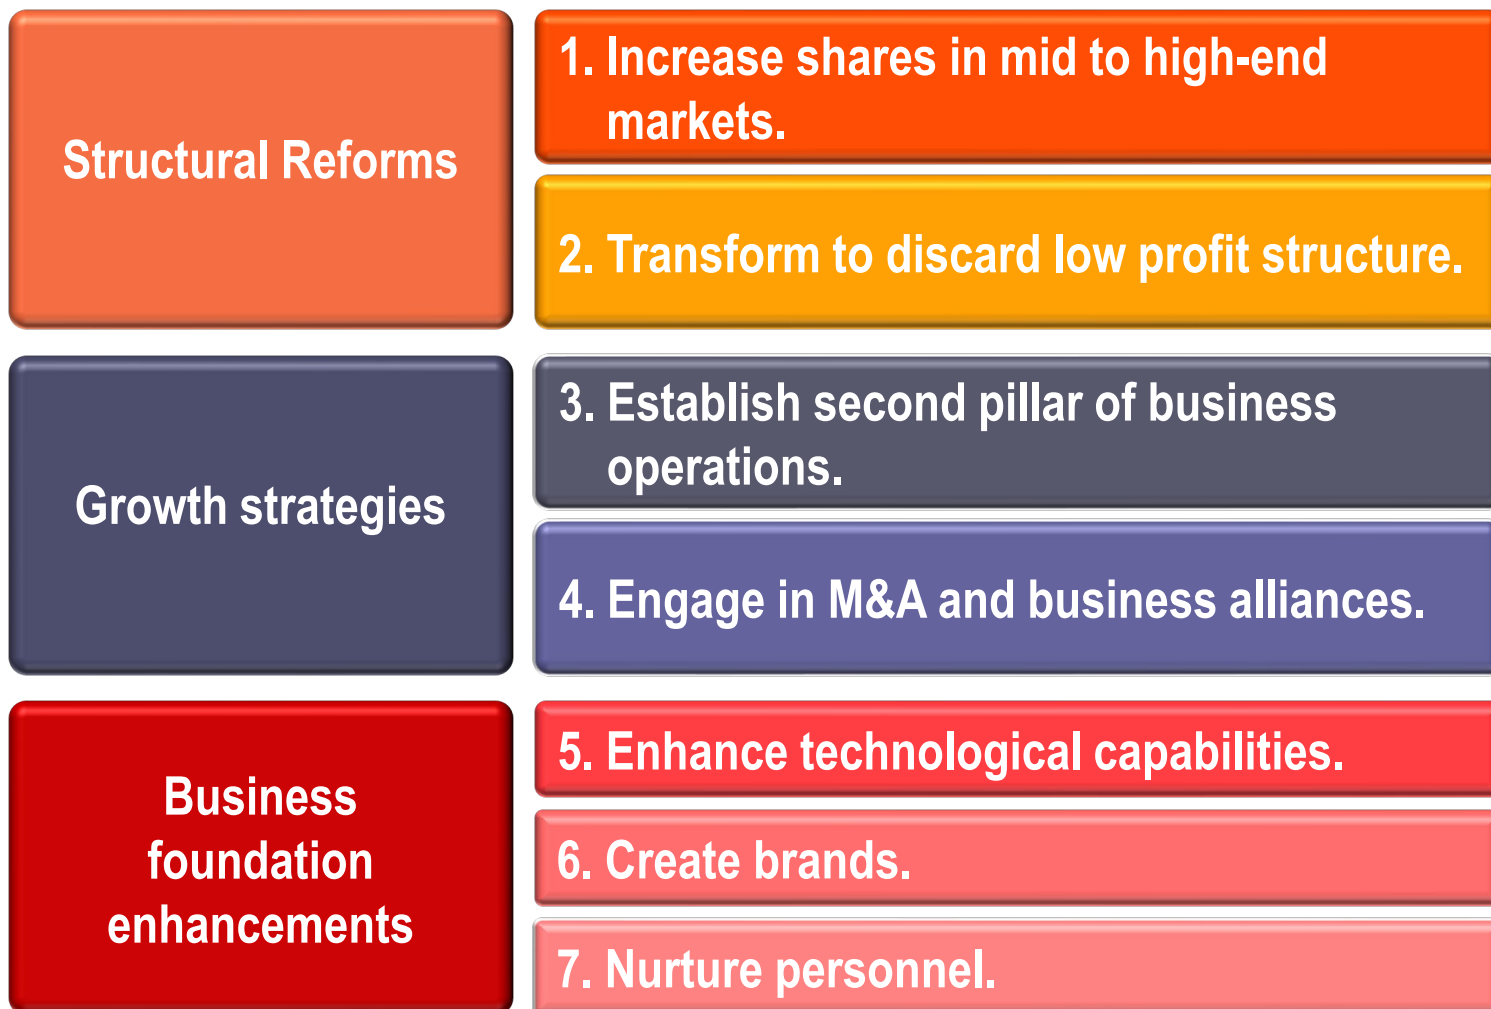 Structural Reforms
1. Increase shares in mid to high-end
markets.
2. Transform to discard low profit structure.
Growth strategies
3. Establish second pillar of business
operations.
4. Engage in M&A and business alliances.
Business
foundation
enhancements
5. Enhance technological capabilities.
6. Create brands.
7. Nurture personnel.